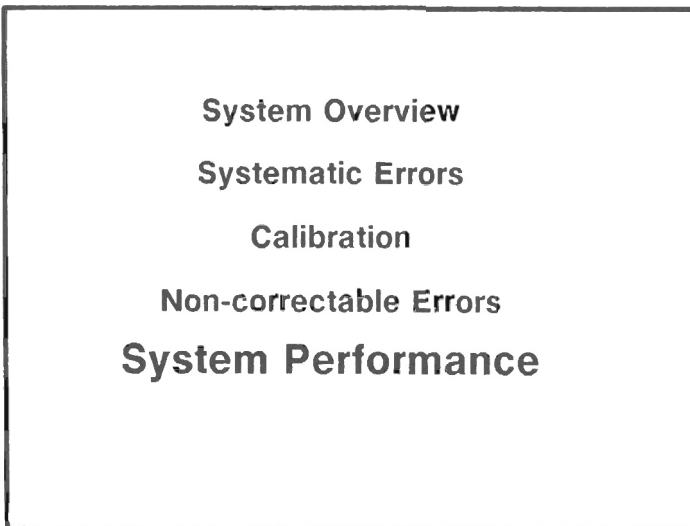 System Overview
Systematic Errors
Calibration
Non-correctable Errors
System Performance